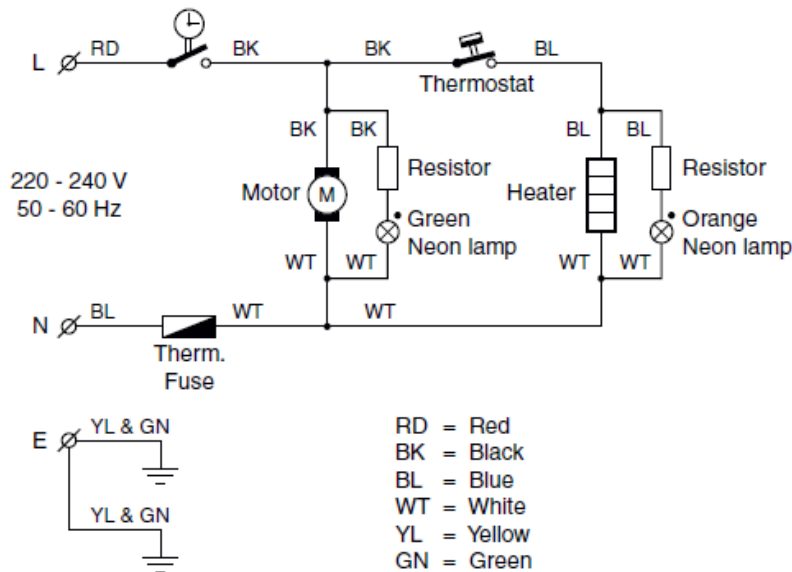 L RD BK BK BL
Thermostat
BK BK BL BL
220 - 240 V
50 - 60 Hz
Motor M Resistor Heater Resistor
Green
Neon lamp
Orange
Neon lamp
WT WT WT WT
N BL WT WT
Therm.
Fuse
E YL & GN
YL & GN
RD = Red
BK = Black
BL = Blue
WT = White
YL = Yellow
GN = Green